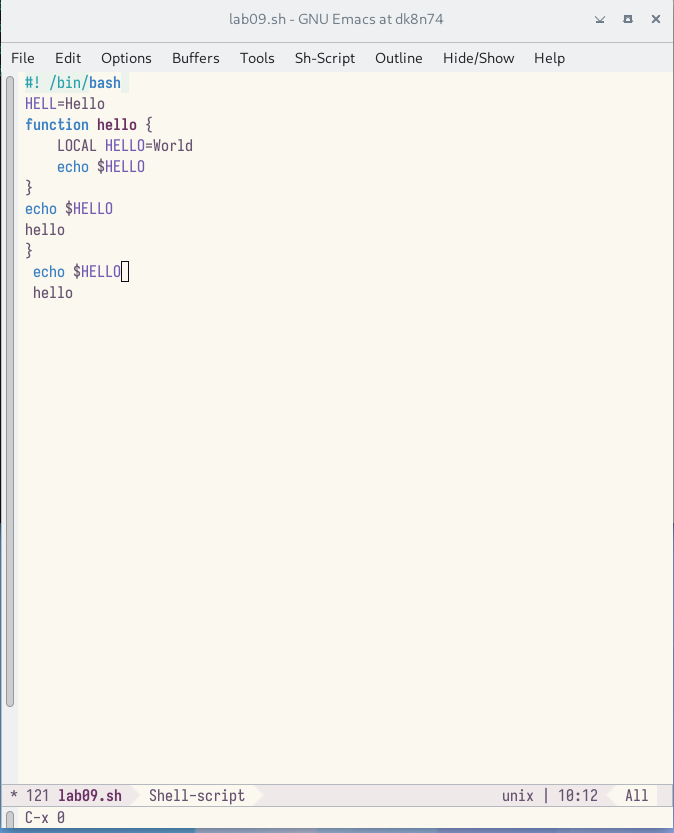 lab09.sh - GNU Emacs at dk8n74
File Edit Options Buffers Tools Sh-Script Outline Hide/Show Help
#! /bin/bash
HELL=Hello
function hello {
    LOCAL HELLO=World
    echo $HELLO
}
echo $HELLO
hello
}
 echo $HELLO
 hello
* 121 lab09.sh Shell-script unix | 10:12 All
C-x 0